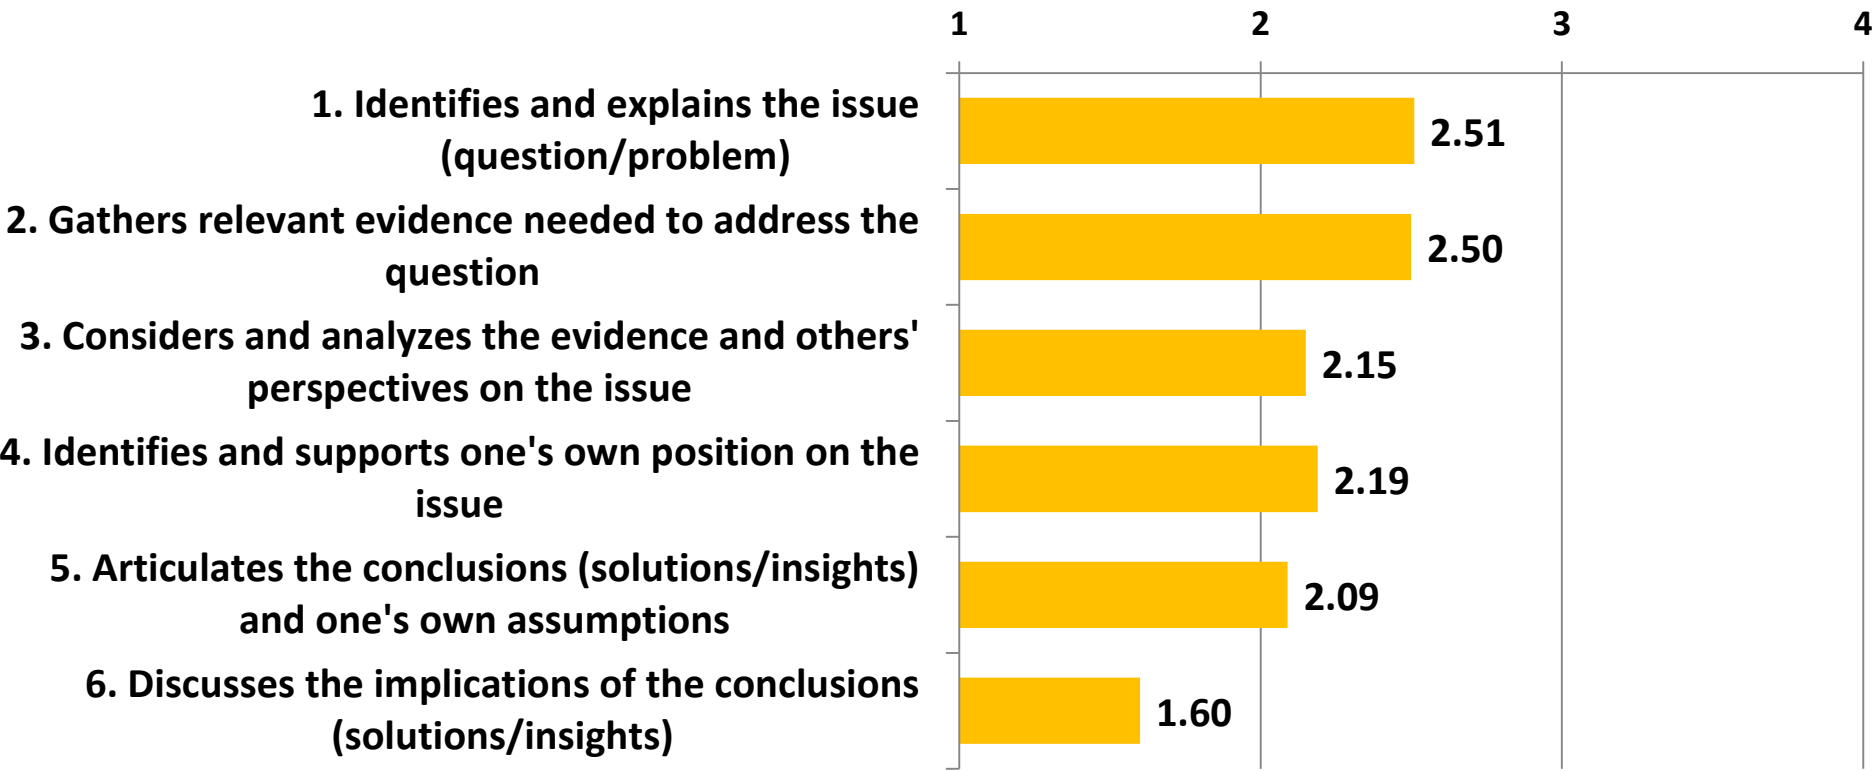 1 2 3 4
1. Identifies and explains the issue
(question/problem)
2.51
2. Gathers relevant evidence needed to address the
question
2.50
3. Considers and analyzes the evidence and others'
perspectives on the issue
2.15
4. Identifies and supports one's own position on the
issue
2.19
5. Articulates the conclusions (solutions/insights)
and one's own assumptions
2.09
6. Discusses the implications of the conclusions
(solutions/insights)
1.60